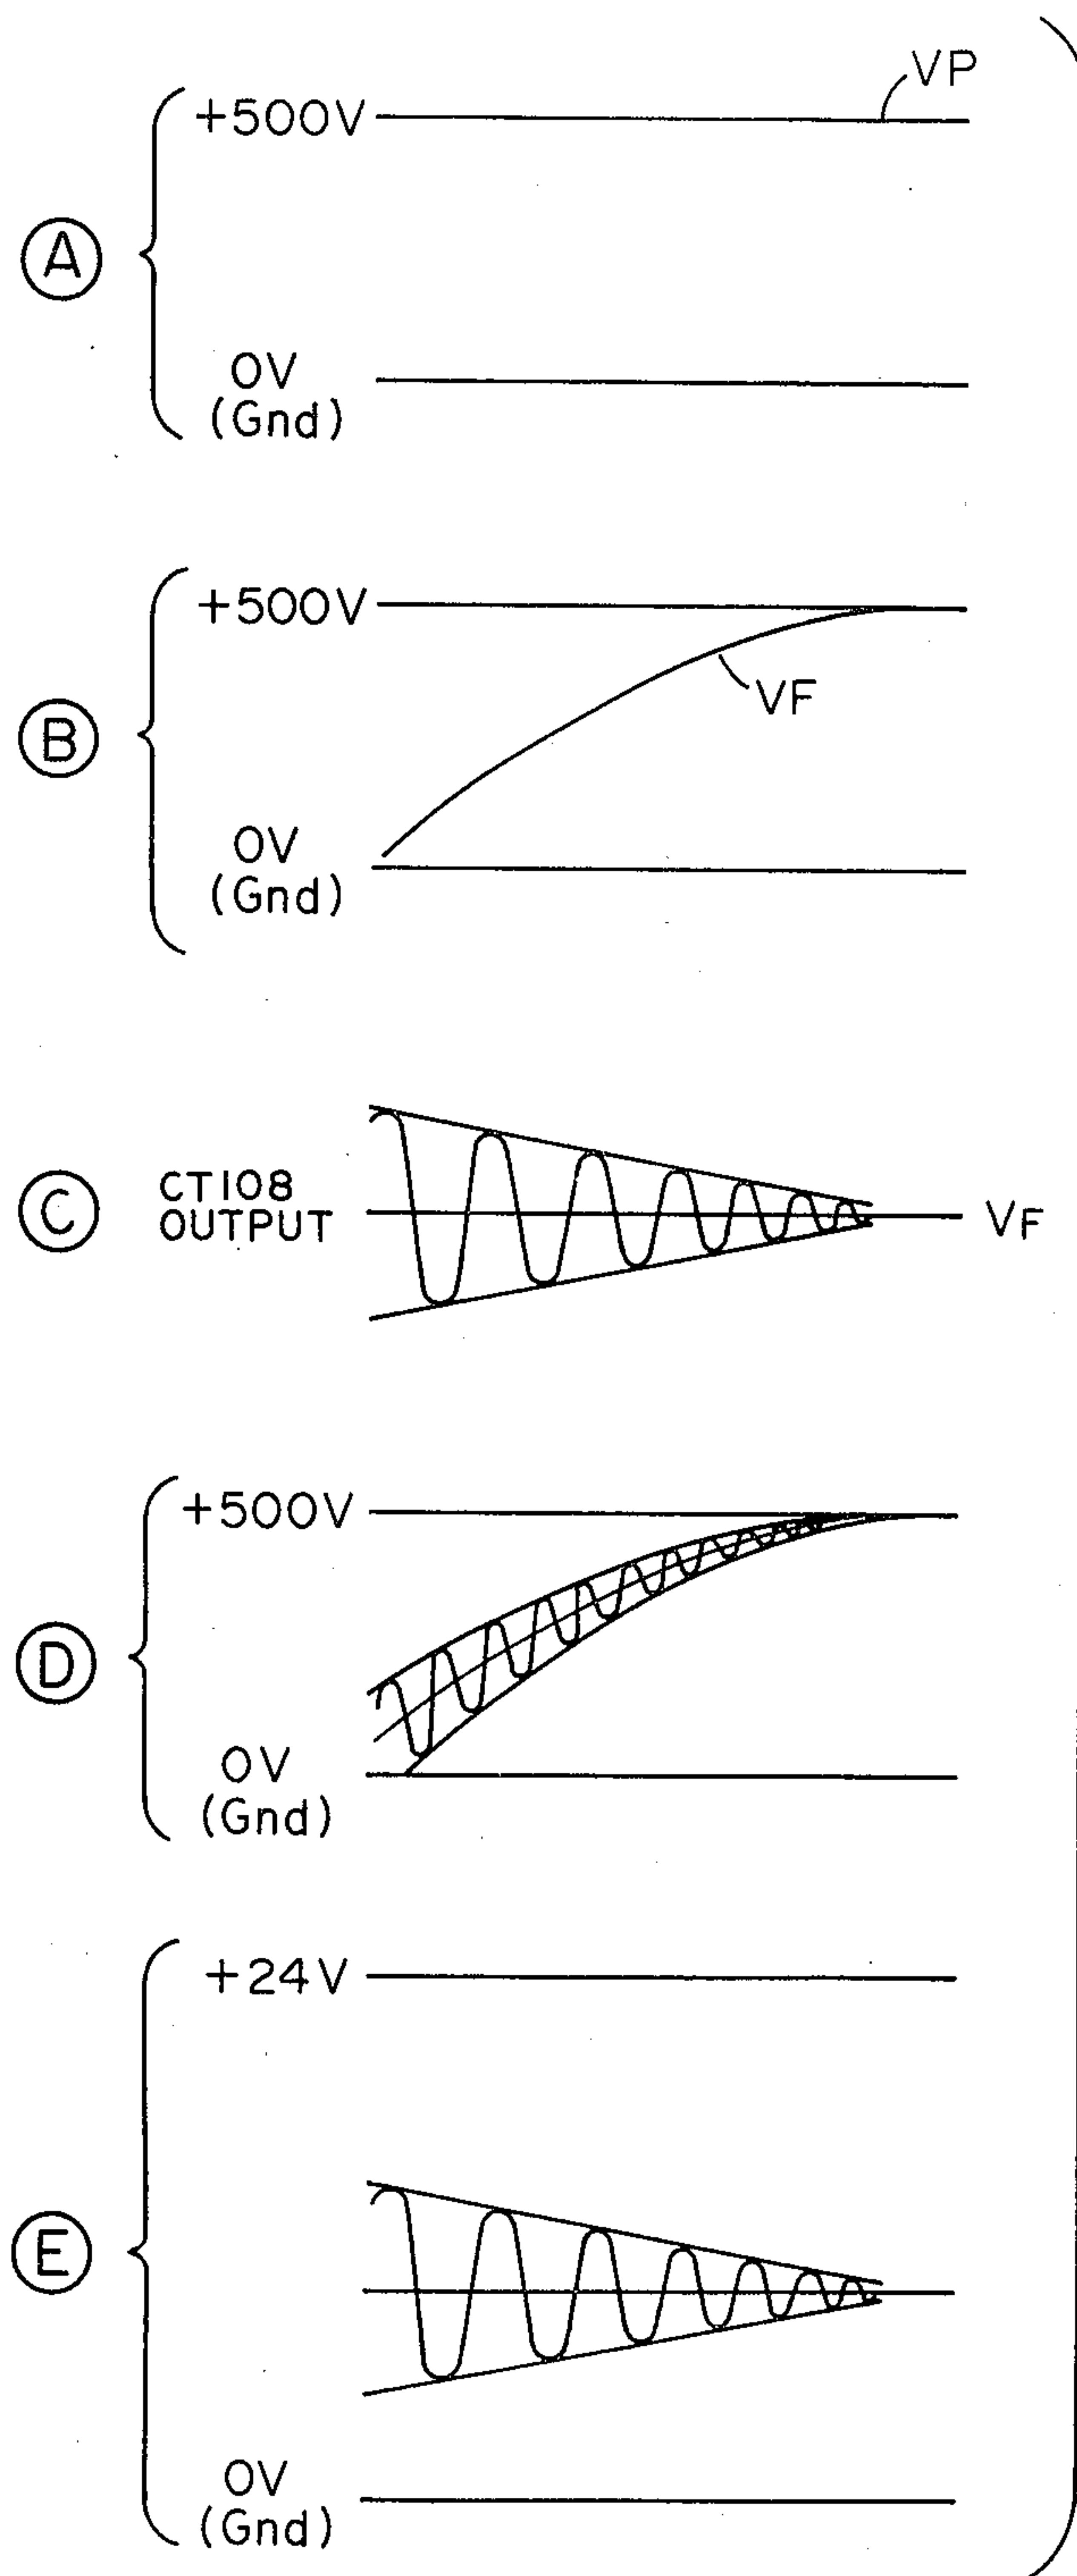 VP
+500V
A
0V
(Gnd)
+500V
VF
B
0V
(Gnd)
C
CT108
OUTPUT
VF
+500V
D
0V
(Gnd)
+24V
E
0V
(Gnd)